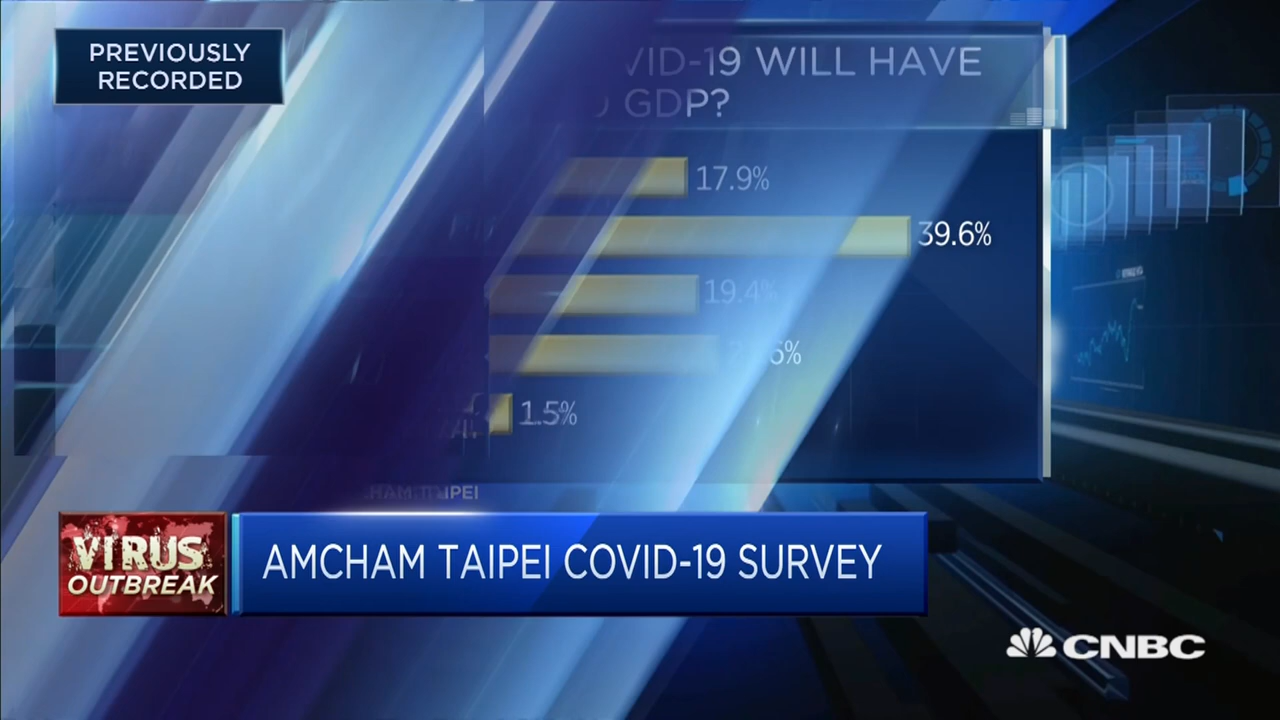 PREVIOUSLY
RECORDED
VID-19 WILL HAVE
GDP?
17.9%
39.6%
19.4%
1.5%
VIRUS
OUTBREAK
AMCHAM TAIPEI COVID-19 SURVEY
CNBC